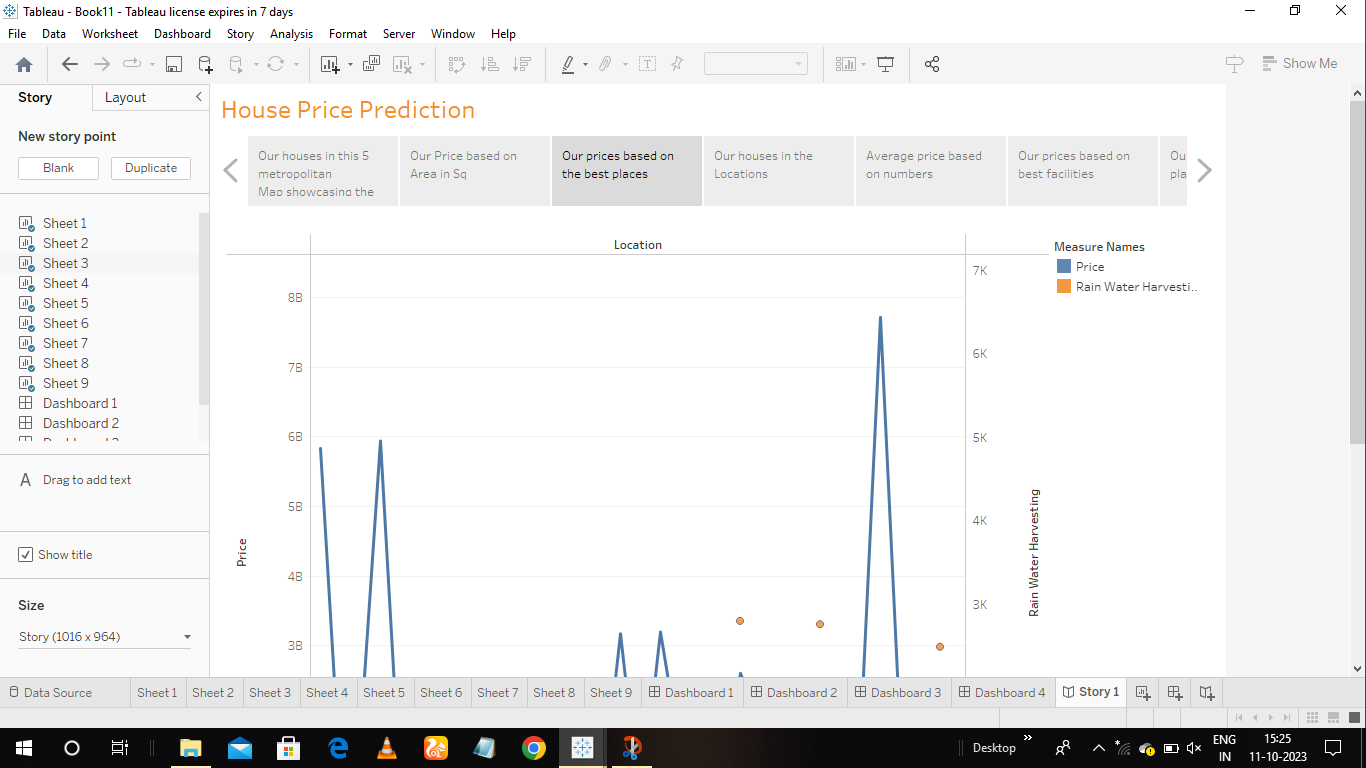 Tableau - Book11 - Tableau license expires in 7 days
File Data Worksheet Dashboard Story Analysis Format Server Window Help
Show Me
Story
Layout
New story point
Blank
Duplicate
Sheet 1
Sheet 2
Sheet 3
Sheet 4
Sheet 5
Sheet 6
Sheet 7
Sheet 8
Sheet 9
Dashboard 1
Dashboard 2
A Drag to add text
Show title
Size
Story (1016 x 964)
House Price Prediction
Our houses in this 5
metropolitan
Map showcasing the
Our Price based on
Area in Sq
Our prices based on
the best places
Our houses in the
Locations
Average price based
on numbers
Our prices based on
best facilities
Ou
pla
Location
8B
7B
6B
5B
4B
3B
Price
7K
6K
5K
4K
3K
Rain Water Harvesting
Measure Names
Price
Rain Water Harvesti..
Data Source Sheet 1 Sheet 2 Sheet 3 Sheet 4 Sheet 5 Sheet 6 Sheet 7 Sheet 8 Sheet 9 Dashboard 1 Dashboard 2 Dashboard 3 Dashboard 4 Story 1
Desktop
ENG
IN
15:25
11-10-2023